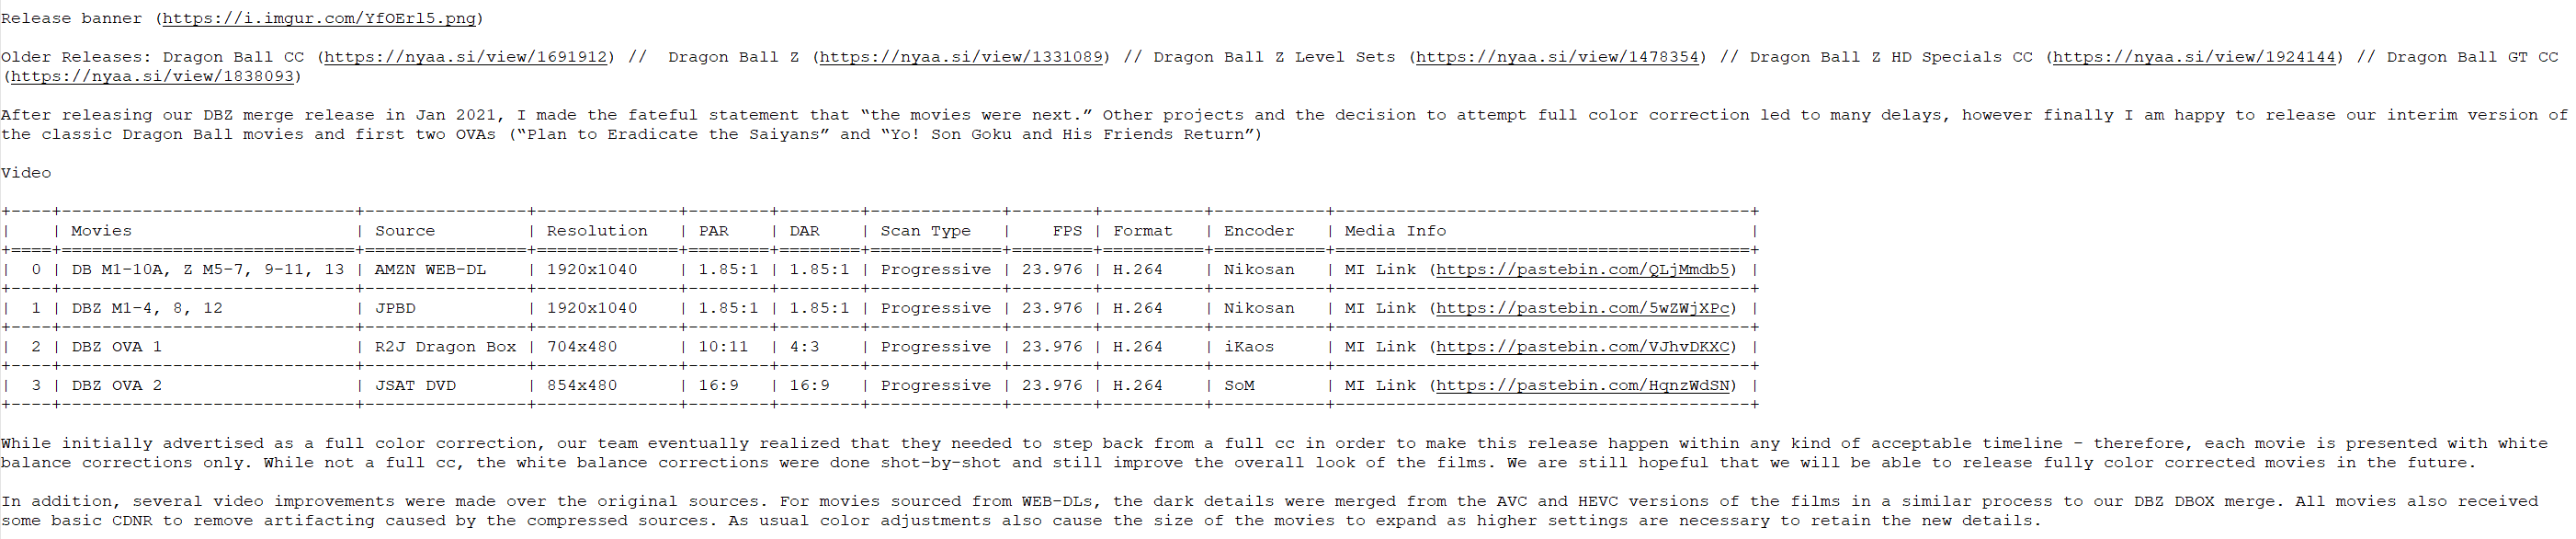 Release banner (https://i.imgur.com/YfOErl5.png)
Older Releases: Dragon Ball CC (https://nyaa.si/view/1691912) //  Dragon Ball Z (https://nyaa.si/view/1331089) // Dragon Ball Z Level Sets (https://nyaa.si/view/1478354) // Dragon Ball Z HD Specials CC (https://nyaa.si/view/1924144) // Dragon Ball GT CC
(https://nyaa.si/view/1838093)
After releasing our DBZ merge release in Jan 2021, I made the fateful statement that “the movies were next.” Other projects and the decision to attempt full color correction led to many delays, however finally I am happy to release our interim version of
the classic Dragon Ball movies and first two OVAs (“Plan to Eradicate the Saiyans” and “Yo! Son Goku and His Friends Return”)
Video
+----+-----------------------------+----------------+--------------+--------+--------+-------------+--------+----------+-----------+-----------------------------------------+
|    | Movies                      | Source         | Resolution   | PAR    | DAR    | Scan Type   |    FPS | Format   | Encoder   | Media Info                              |
+====+=============================+================+==============+========+========+=============+========+==========+===========+=========================================+
|  0 | DB M1-10A, Z M5-7, 9-11, 13 | AMZN WEB-DL    | 1920x1040    | 1.85:1 | 1.85:1 | Progressive | 23.976 | H.264    | Nikosan   | MI Link (https://pastebin.com/QLjMmdb5) |
+----+-----------------------------+----------------+--------------+--------+--------+-------------+--------+----------+-----------+-----------------------------------------+
|  1 | DBZ M1-4, 8, 12             | JPBD           | 1920x1040    | 1.85:1 | 1.85:1 | Progressive | 23.976 | H.264    | Nikosan   | MI Link (https://pastebin.com/5wZWjXPc) |
+----+-----------------------------+----------------+--------------+--------+--------+-------------+--------+----------+-----------+-----------------------------------------+
|  2 | DBZ OVA 1                   | R2J Dragon Box | 704x480      | 10:11  | 4:3    | Progressive | 23.976 | H.264    | iKaos     | MI Link (https://pastebin.com/VJhvDKXC) |
+----+-----------------------------+----------------+--------------+--------+--------+-------------+--------+----------+-----------+-----------------------------------------+
|  3 | DBZ OVA 2                   | JSAT DVD       | 854x480      | 16:9   | 16:9   | Progressive | 23.976 | H.264    | SoM       | MI Link (https://pastebin.com/HqnzWdSN) |
+----+-----------------------------+----------------+--------------+--------+--------+-------------+--------+----------+-----------+-----------------------------------------+
While initially advertised as a full color correction, our team eventually realized that they needed to step back from a full cc in order to make this release happen within any kind of acceptable timeline – therefore, each movie is presented with white
balance corrections only. While not a full cc, the white balance corrections were done shot-by-shot and still improve the overall look of the films. We are still hopeful that we will be able to release fully color corrected movies in the future.
In addition, several video improvements were made over the original sources. For movies sourced from WEB-DLs, the dark details were merged from the AVC and HEVC versions of the films in a similar process to our DBZ DBOX merge. All movies also received
some basic CDNR to remove artifacting caused by the compressed sources. As usual color adjustments also cause the size of the movies to expand as higher settings are necessary to retain the new details.